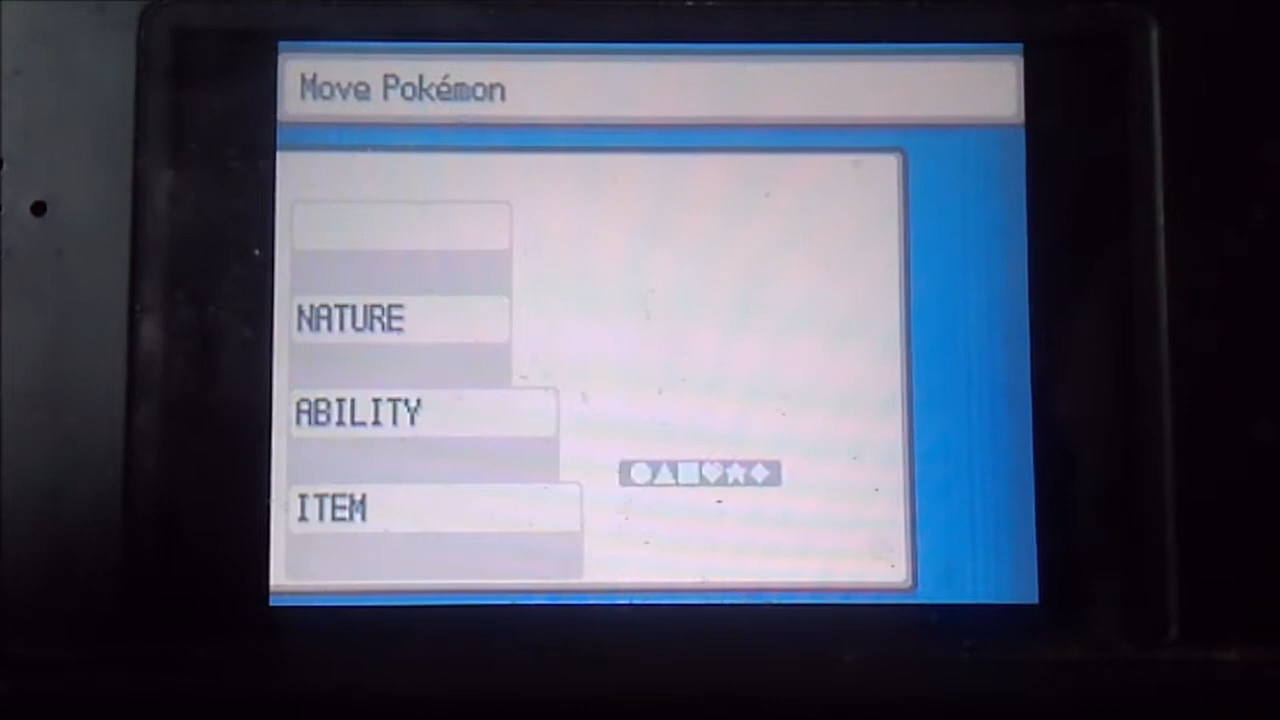 Move Pokémon
NATURE
ABILITY
●▲■♥★◆
ITEM